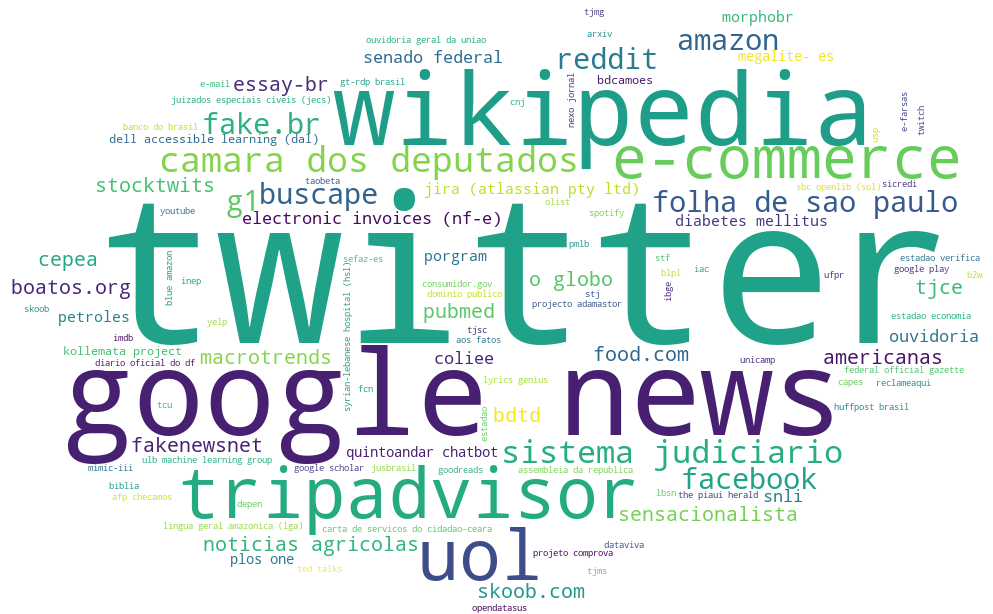 tjmg
morphobr
arxiv
ouvidoria geral da uniao
amazon
reddit
senado federal
megalite- es
wikipedia
e-mail
essay-br
gt-rdp brasil
bdcamoes
nexo jornal
juizados especiais civeis (jecs)
cnj
e-farsas
twitch
banco do brasil
fake.br
usp
dell accessible learning (dal)
camara dos deputados
e-commerce
stocktwits
taobeta
g1
buscape
jira (atlassian pty ltd)
sbc openlib (sol)
sicredi
folha de sao paulo
olist
spotify
youtube
electronic invoices (nf-e)
diabetes mellitus
twitter
cepea
blue amazon
sefaz-es
porgram
pmlb
stf
estadao verifica
google play
b2w
boatos.org
inep
syrian-lebanese hospital (hsl)
consumidor.gov
dominio publico
o globo
blpl
iac
ibge
ufpr
tjce
skoob
petroles
yelp
pubmed
stj
projecto adamastor
estadao economia
imdb
tjsc
aos fatos
ouvidoria
kollemata project
diario oficial do df
macrotrends
coliee
food.com
unicamp
americanas
federal official gazette
google news
tcu
fcn
lyrics genius
capes
reclameaqui
huffpost brasil
bdtd
estadao
fakenewsnet
quintoandar chatbot
sistema judiciario
mimic-iii
ulb machine learning group
google scholar
jusbrasil
goodreads
assembleia da republica
facebook
biblia
afp checamos
tripadvisor
lbsn
the piaui herald
snli
depen
sensacionalista
lingua geral amazonica (lga)
carta de servicos do cidadao-ceara
noticias agricolas
uol
dataviva
projeto comprova
plos one
ted talks
tjms
skoob.com
opendatasus